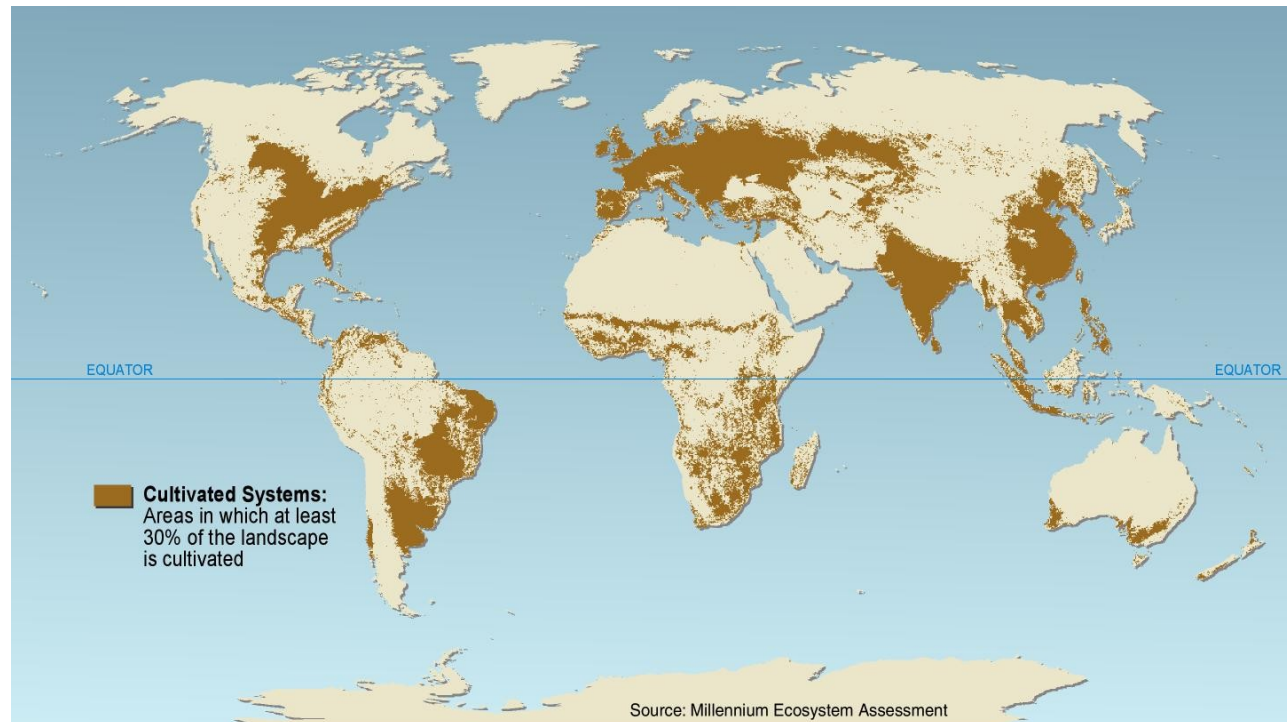 EQUATOR
EQUATOR
Cultivated Systems:
Areas in which at least
30% of the landscape
is cultivated
Source: Millennium Ecosystem Assessment